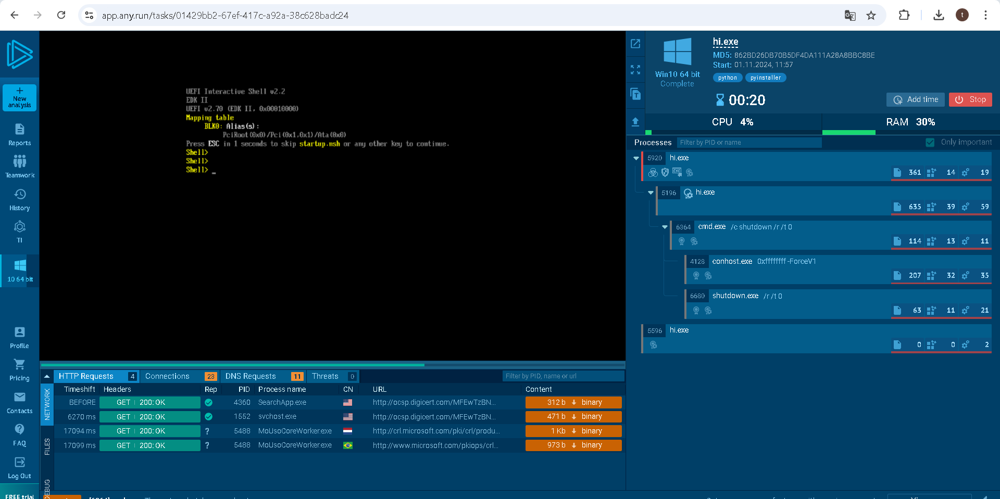 app.any.run/tasks/01429bb2-67ef-417c-a92a-38c628badc24
t
New
analysis
Reports
Teamwork
History
TI
10 64 bit
Profile
Pricing
Contacts
FAQ
Log Out
FREE trial
UEFI Interactive Shell v2.2
EDK II
UEFI v2.70 (EDK II, 0x00010000)
Mapping table
BLK0: Alias(s):
PciRoot(0x0)/Pci(0x1,0x1)/Ata(0x0)
Press ESC in 1 seconds to skip startup.nsh or any other key to continue.
Shell>
Shell>
Shell> _
Win10 64 bit
Complete
hi.exe
MD5: 862BD26DB70B5DF4DA111A28A8BBC8BE
Start: 01.11.2024, 11:57
python pyinstaller
00:20
Add time Stop
CPU 4% RAM 30%
Processes Filter by PID or name Only important
5920 hi.exe
361 14 19
5196 hi.exe
635 39 59
6364 cmd.exe /c shutdown /r /t 0
114 13 11
4128 conhost.exe 0xffffffff -ForceV1
207 32 35
6680 shutdown.exe /r /t 0
63 11 21
5596 hi.exe
0 0 2
HTTP Requests 4 Connections 23 DNS Requests 11 Threats 0 Filter by PID, name or url
NETWORK
FILES
DEBUG
Timeshift Headers Rep PID Process name CN URL Content
BEFORE GET 200: OK 4360 SearchApp.exe http://ocsp.digicert.com/MFEwTzBN... 312 b binary
6270 ms GET 200: OK 1552 svchost.exe http://ocsp.digicert.com/MFEwTzBN... 471 b binary
17094 ms GET 200: OK ? 5488 MoUsoCoreWorker.exe http://crl.microsoft.com/pki/crl/produ... 1 Kb binary
17099 ms GET 200: OK ? 5488 MoUsoCoreWorker.exe http://www.microsoft.com/pkiops/crl... 973 b binary